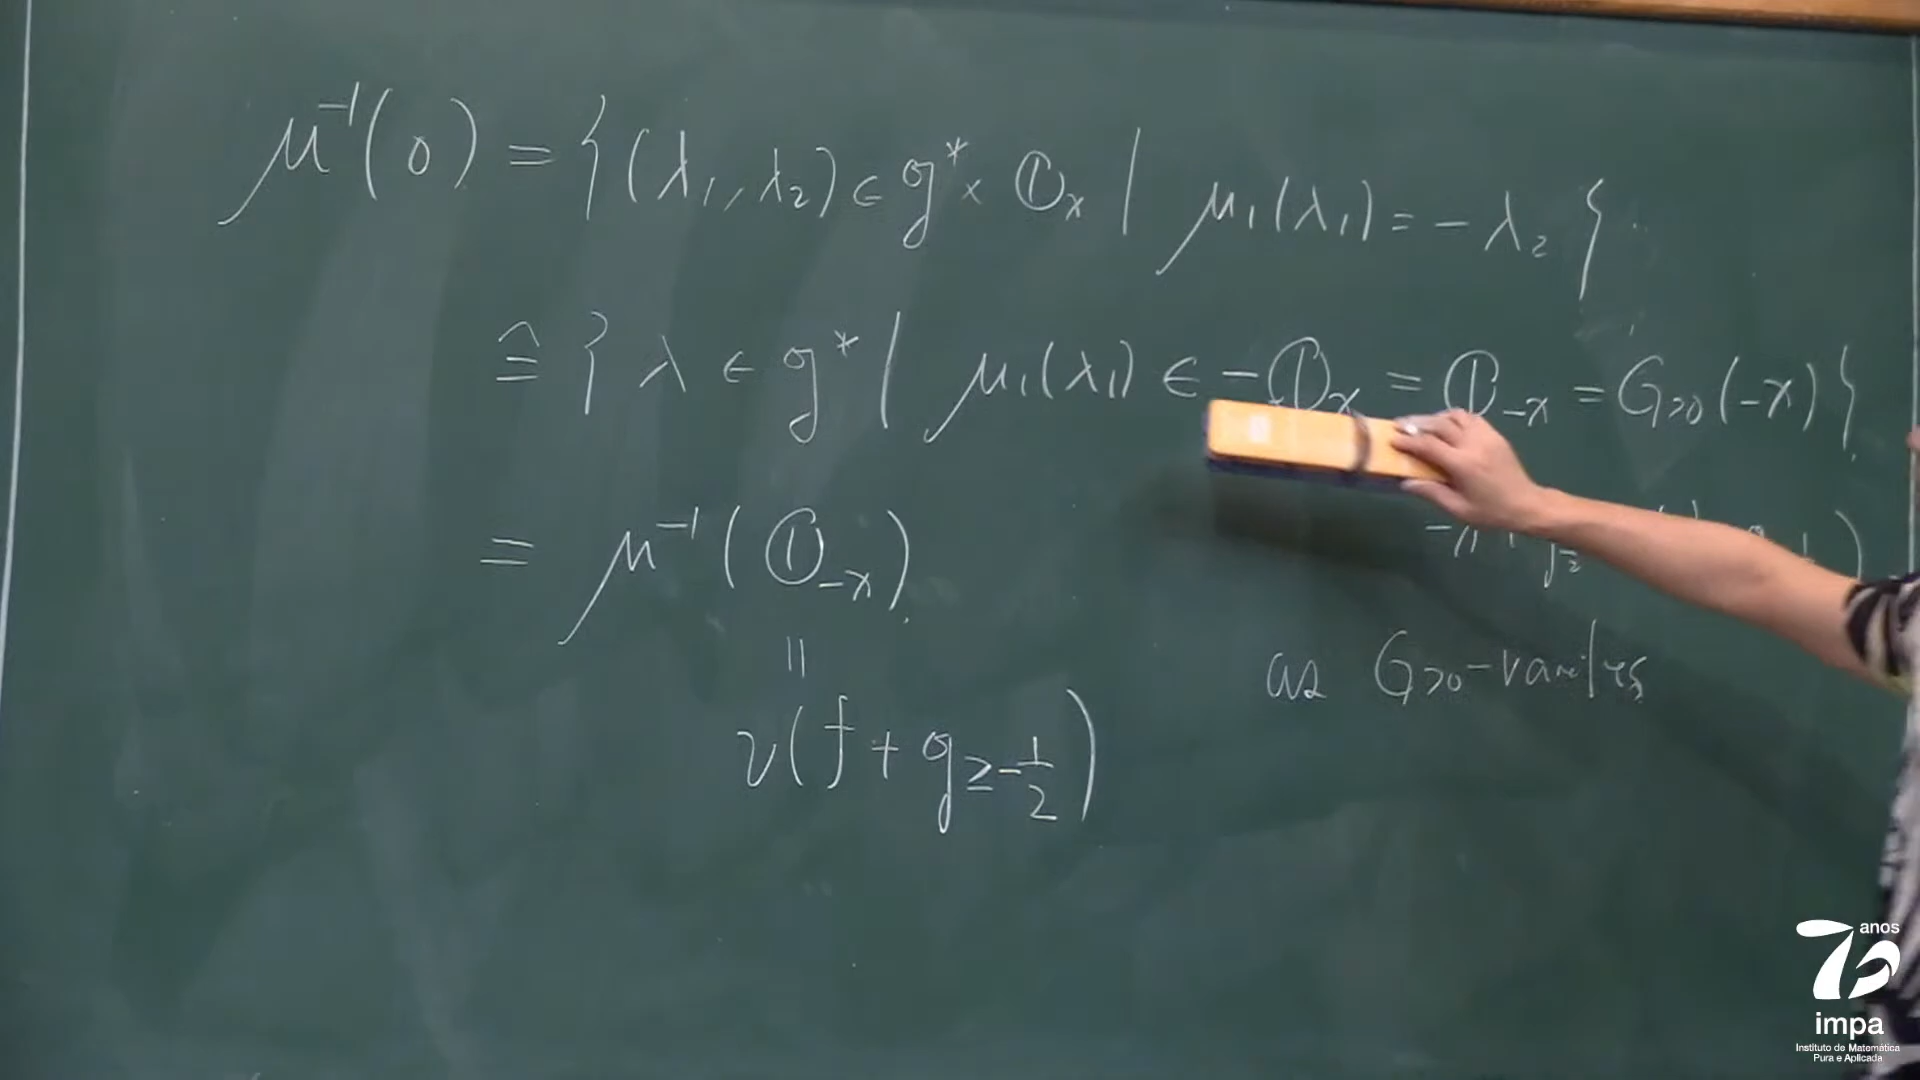 μ⁻¹(0) = { (λ₁, λ₂) ∈ g* × 𝕆ₓ | μ₁(λ₁) = -λ₂ }.
≅ { λ ∈ g* | μ₁(λ₁) ∈ -𝕆ₓ = 𝕆₋ₓ = G>0(-x) }.
= μ⁻¹(𝕆₋ₓ).
=
ν(f + g≥-1/2)
as G>0-varieties
70 anos
impa
Instituto de Matemática
Pura e Aplicada